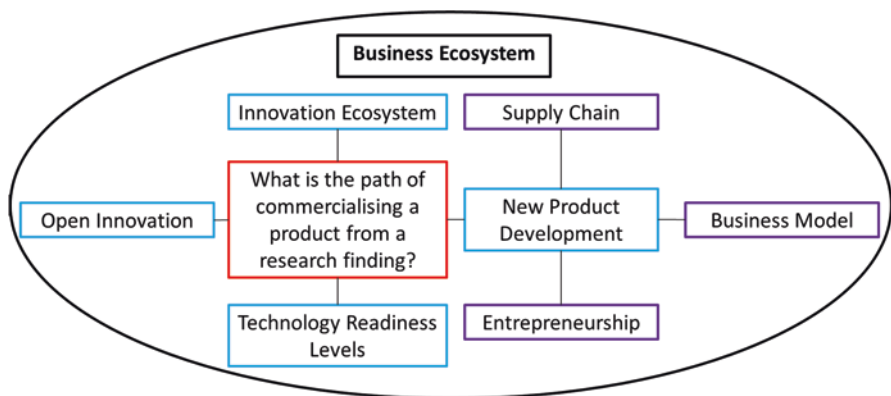 Business Ecosystem
Innovation Ecosystem
Supply Chain
What is the path of
commercialising a
product from a
research finding?
Open Innovation
New Product
Development
Business Model
Technology Readiness
Levels
Entrepreneurship